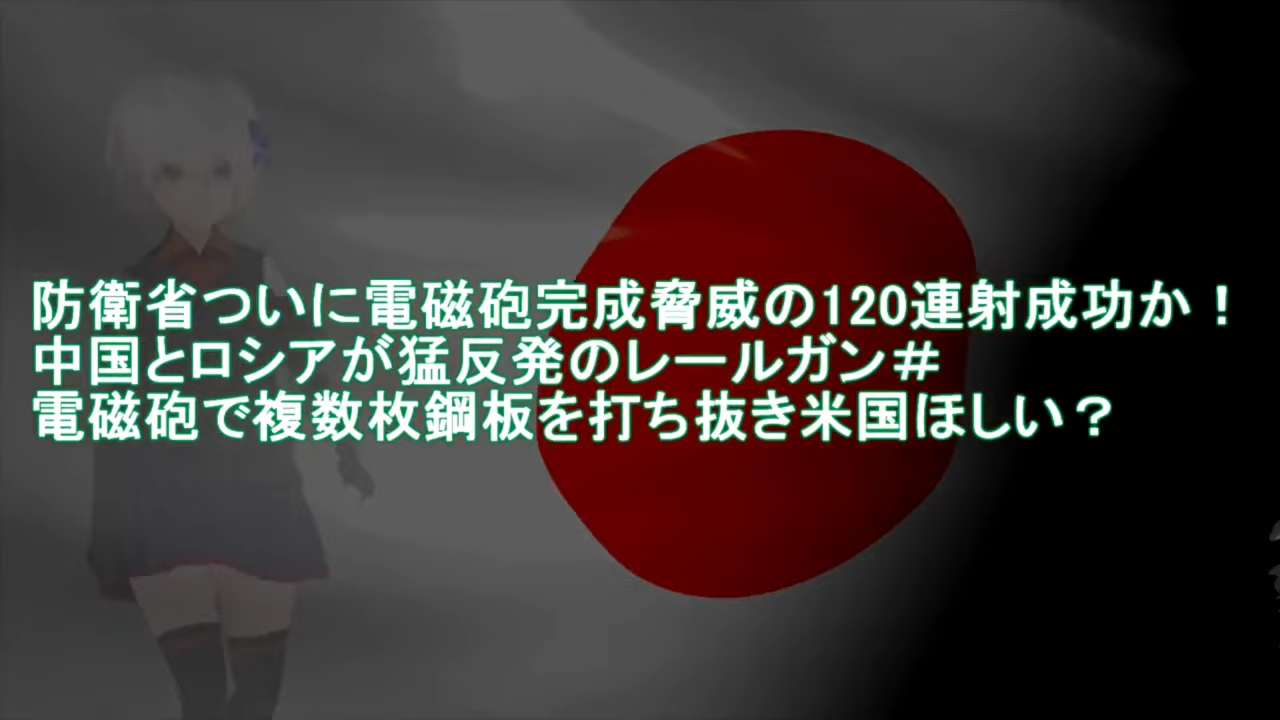 防衛省ついに電磁砲完成脅威の120連射成功か！
中国とロシアが猛反発のレールガン＃
電磁砲で複数枚鋼板を打ち抜き米国ほしい？